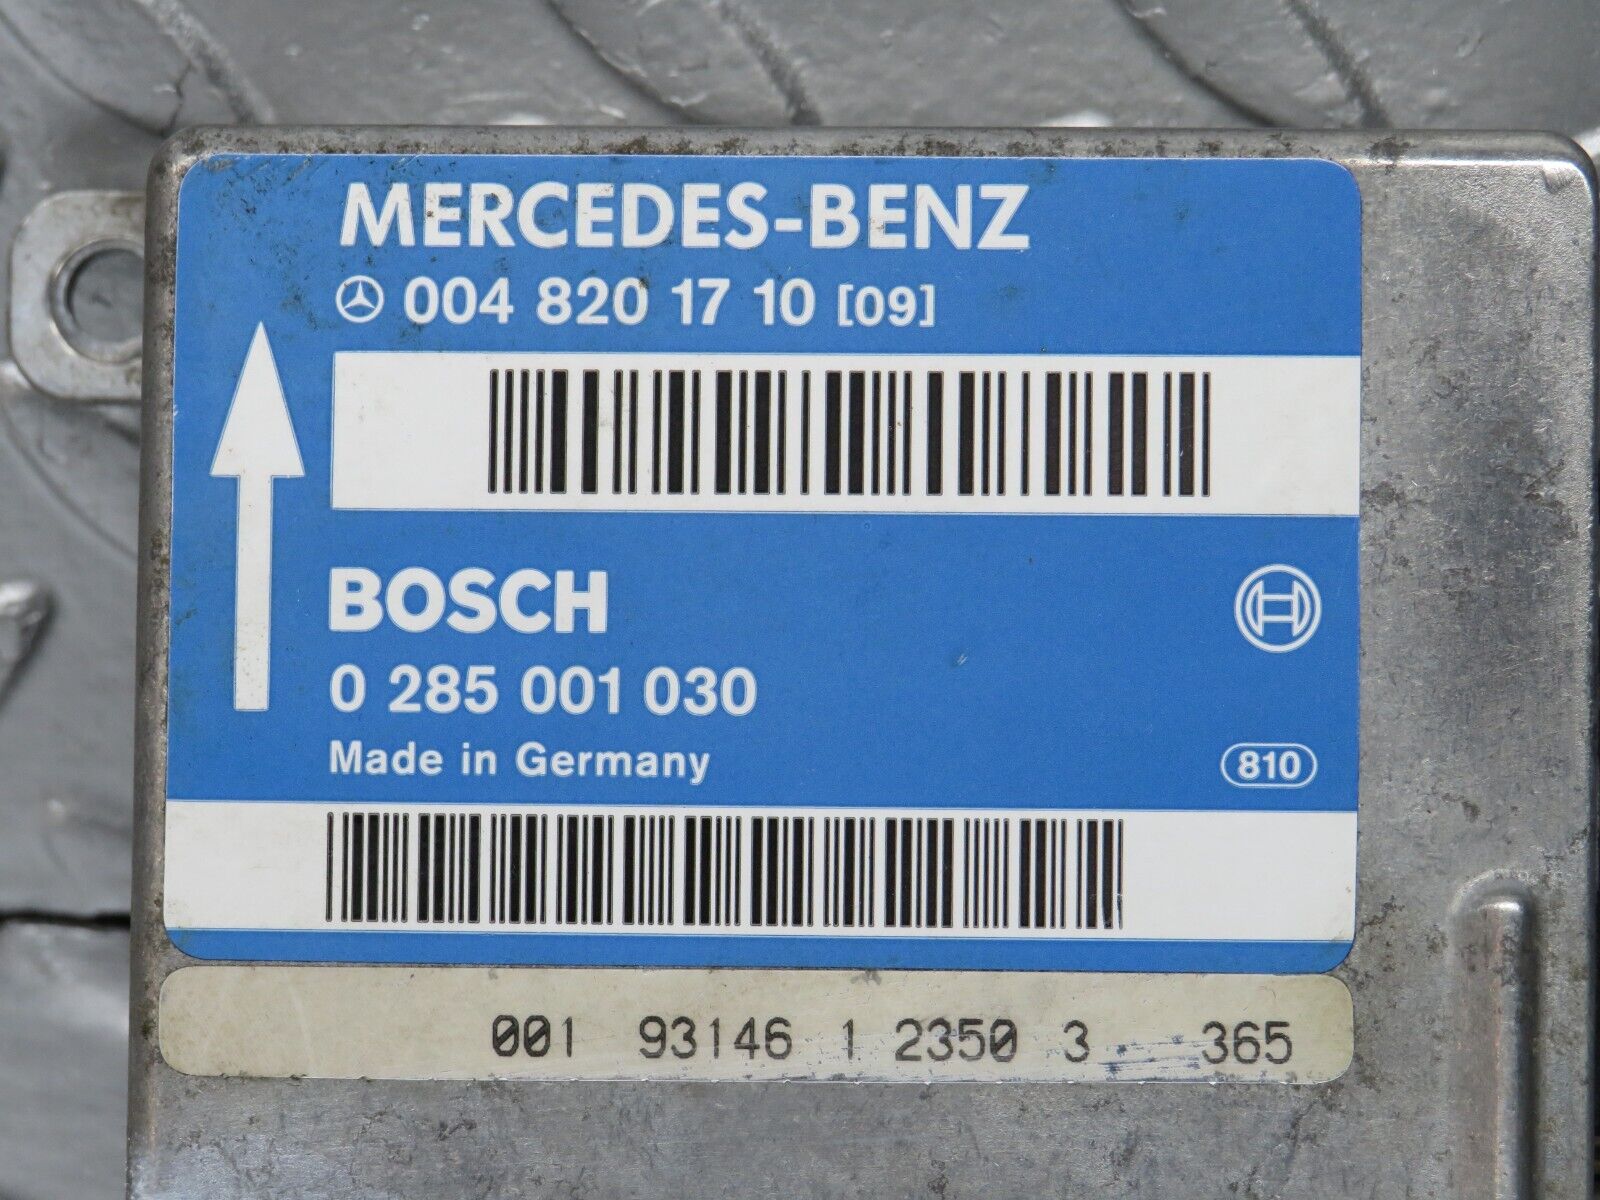 MERCEDES-BENZ
004 820 17 10 [09]
BOSCH
0 285 001 030
Made in Germany
810
001 93146 1 2350 3 365